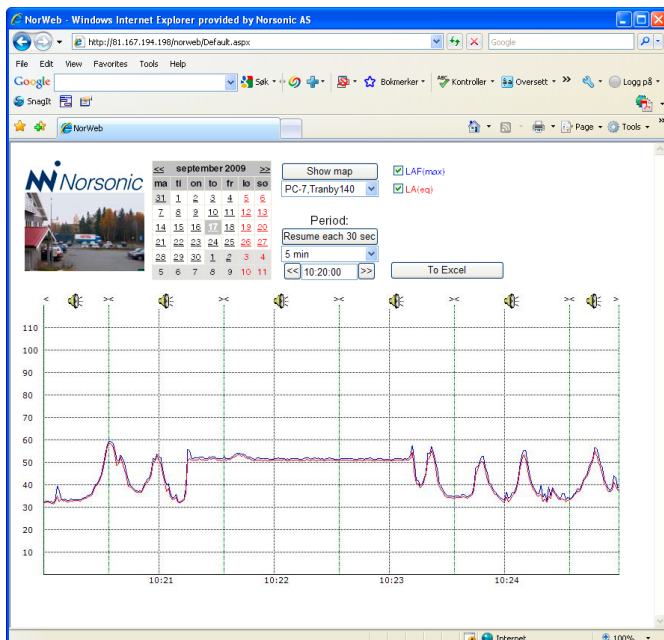 NorWeb - Windows Internet Explorer provided by Norsonic AS
http://81.167.194.198/norweb/Default.aspx
Google
File Edit View Favorites Tools Help
Google Søk Bokmerker Kontroller Oversett >> Logg på
SnagIt
NorWeb Page Tools >>
Norsonic
<< september 2009 >>
ma ti on to fr lø sø
31 1 2 3 4 5 6
7 8 9 10 11 12 13
14 15 16 17 18 19 20
21 22 23 24 25 26 27
28 29 30 1 2 3 4
5 6 7 8 9 10 11
Show map
PC-7,Tranby140
Period:
Resume each 30 sec
5 min
<< 10:20:00 >>
LAF(max)
LA(eq)
To Excel
< >< >< >< >< >< >
110
100
90
80
70
60
50
40
30
20
10
10:21 10:22 10:23 10:24
Internet 100%